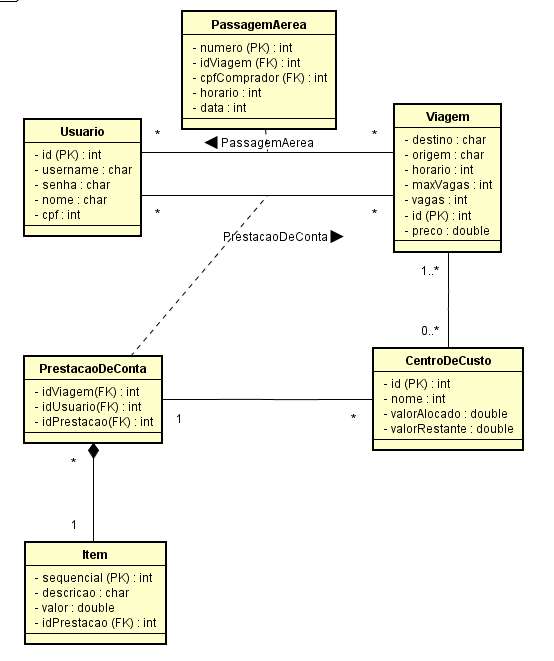 PassagemAerea
- numero (PK) : int
- idViagem (FK) : int
- cpfComprador (FK) : int
- horario : int
- data : int
Usuario
- id (PK) : int
- username : char
- senha : char
- nome : char
- cpf : int
*
*
PassagemAerea
*
*
PrestacaoDeConta
Viagem
- destino : char
- origem : char
- horario : int
- maxVagas : int
- vagas : int
- id (PK) : int
- preco : double
1..*
0..*
PrestacaoDeConta
- idViagem(FK) : int
- idUsuario(FK) : int
- idPrestacao(FK) : int
1
*
CentroDeCusto
- id (PK) : int
- nome : int
- valorAlocado : double
- valorRestante : double
*
1
Item
- sequencial (PK) : int
- descricao : char
- valor : double
- idPrestacao (FK) : int